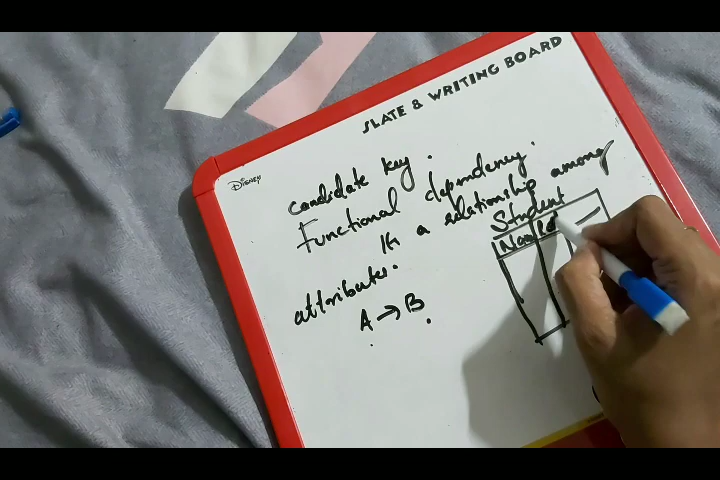 SLATE & WRITING BOARD
DISNEY
Candidate key.
Functional dependency.
It's a relationship among
attributes.
A → B
Student